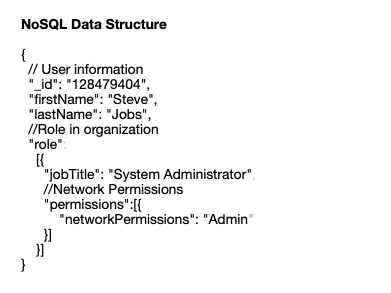 NoSQL Data Structure
{
// User information
"_id": "128479404",
"firstName": "Steve",
"lastName": "Jobs",
//Role in organization
"role":
[{
"jobTitle": "System Administrator",
//Network Permissions
"permissions":[{
"networkPermissions": "Admin"
}]
}]
}